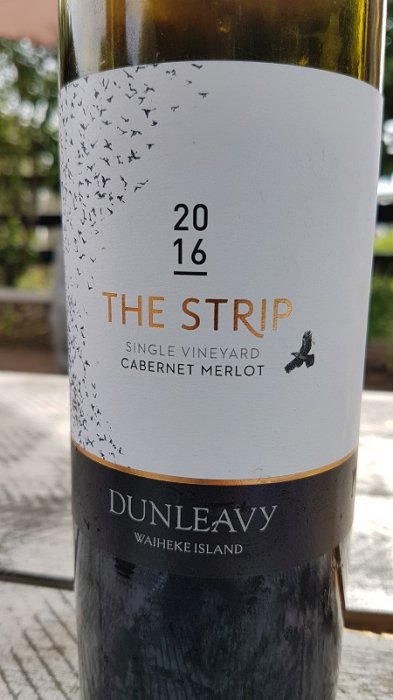 20
16
THE STRIP
SINGLE VINEYARD
CABERNET MERLOT
DUNLEAVY
WAIHEKE ISLAND